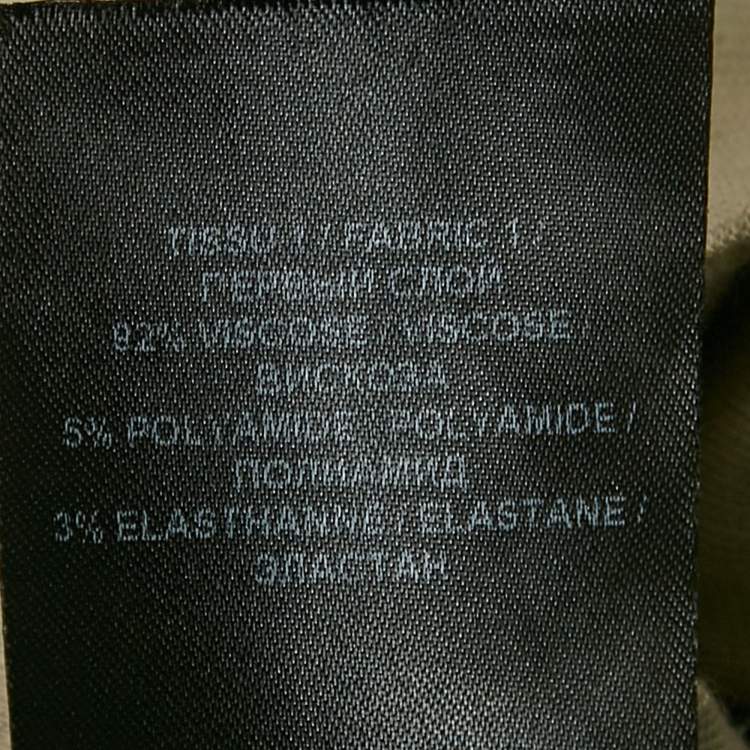 TISSU 1 / FABRIC 1 /
ПЕРВЫЙ СЛОЙ
92% VISCOSE / VISCOSE /
ВИСКОЗА
5% POLYAMIDE / POLYAMIDE /
ПОЛИАМИД
3% ELASTHANNE / ELASTANE /
ЭЛАСТАН